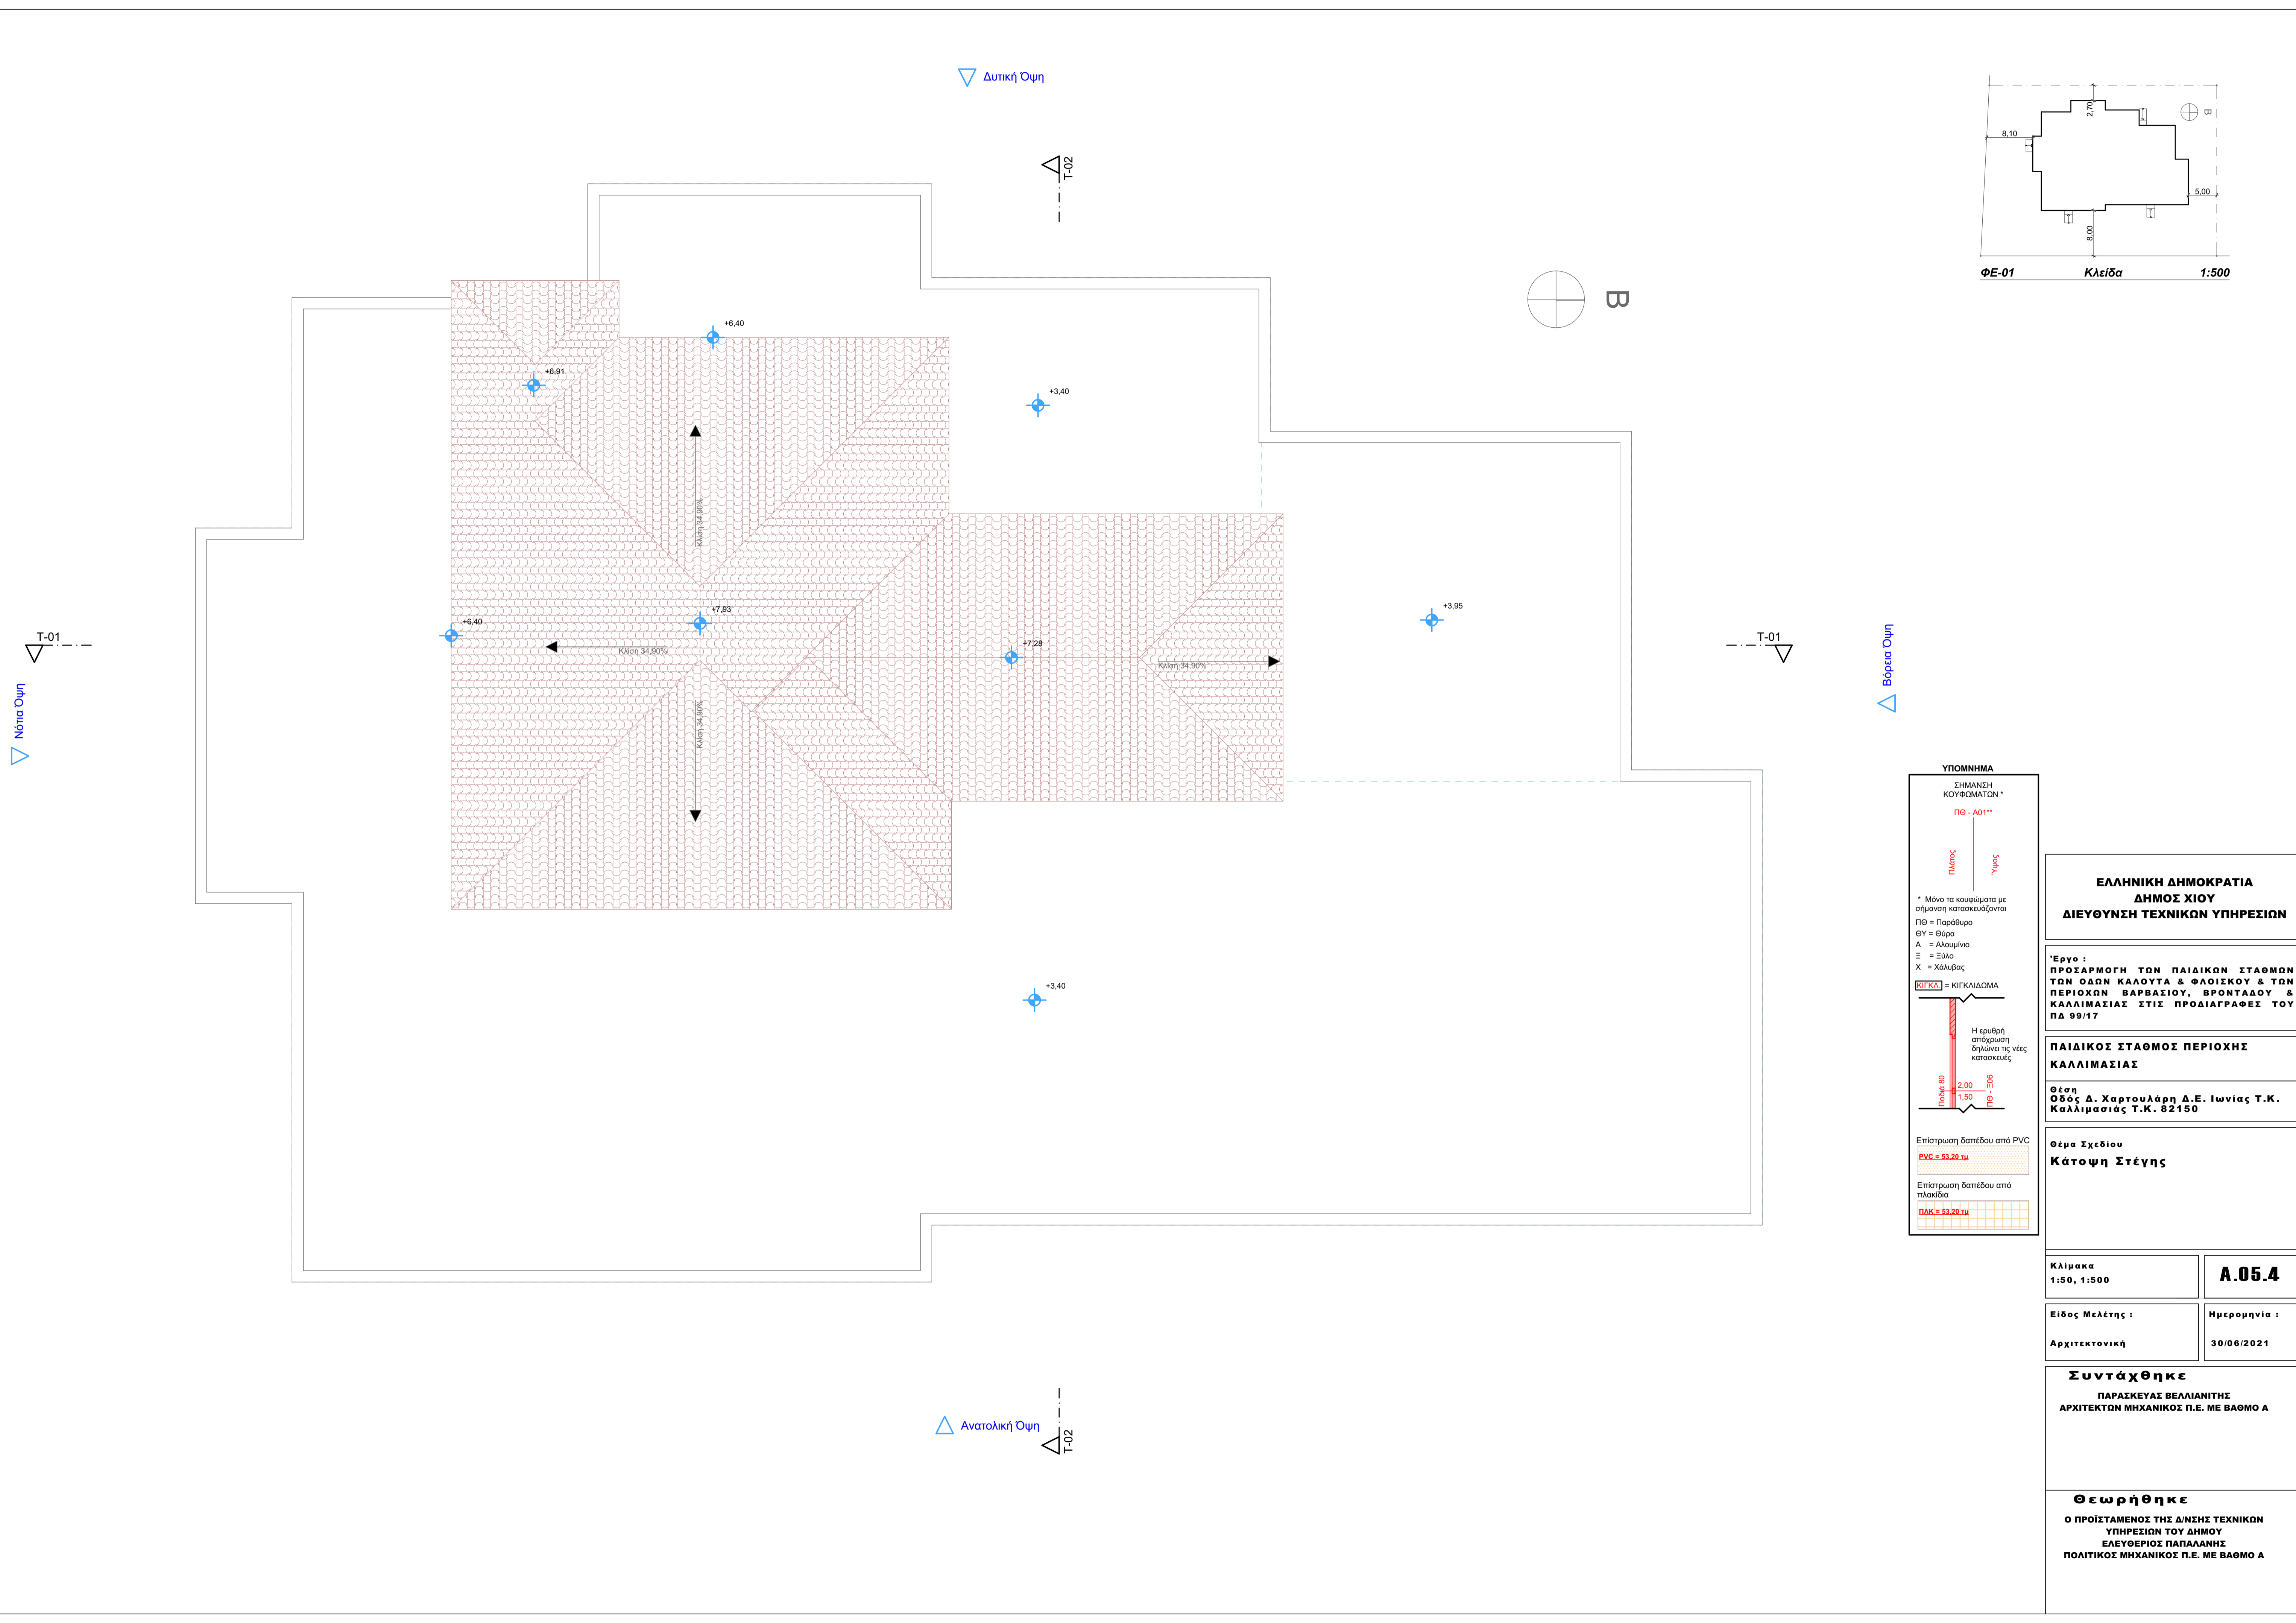 Δυτική Όψη
T-02
B
8,10
2,70
B
5,00
8,00
ΦΕ-01 Κλείδα 1:500
+6,40
+6,91
+3,40
Κλίση 34,90%
+7,93
+6,40
Κλίση 34,90%
+7,28
Κλίση 34,90%
+3,95
Κλίση 34,90%
T-01
Νότια Όψη
T-01
Βόρεια Όψη
+3,40
Ανατολική Όψη
T-02
ΥΠΟΜΝΗΜΑ
ΣΗΜΑΝΣΗ
ΚΟΥΦΩΜΑΤΩΝ *
ΠΘ - Α01**
Πλάτος
Ύψος
* Μόνο τα κουφώματα με
σήμανση κατασκευάζονται
ΠΘ = Παράθυρο
ΘΥ = Θύρα
Α = Αλουμίνιο
Ξ = Ξύλο
Χ = Χάλυβας
ΚΙΓΚΛ. = ΚΙΓΚΛΙΔΩΜΑ
Η ερυθρή
απόχρωση
δηλώνει τις νέες
κατασκευές
Ποδιά 80
2,00
1,50
ΠΘ - Ξ06
Επίστρωση δαπέδου από PVC
PVC = 53,20 τμ
Επίστρωση δαπέδου από
πλακίδια
ΠΛΚ = 53,20 τμ
ΕΛΛΗΝΙΚΗ ΔΗΜΟΚΡΑΤΙΑ
ΔΗΜΟΣ ΧΙΟΥ
ΔΙΕΥΘΥΝΣΗ ΤΕΧΝΙΚΩΝ ΥΠΗΡΕΣΙΩΝ
Έργο :
ΠΡΟΣΑΡΜΟΓΗ ΤΩΝ ΠΑΙΔΙΚΩΝ ΣΤΑΘΜΩΝ
ΤΩΝ ΟΔΩΝ ΚΑΛΟΥΤΑ & ΦΛΟΙΣΚΟΥ & ΤΩΝ
ΠΕΡΙΟΧΩΝ ΒΑΡΒΑΣΙΟΥ, ΒΡΟΝΤΑΔΟΥ &
ΚΑΛΛΙΜΑΣΙΑΣ ΣΤΙΣ ΠΡΟΔΙΑΓΡΑΦΕΣ ΤΟΥ
ΠΔ 99/17
ΠΑΙΔΙΚΟΣ ΣΤΑΘΜΟΣ ΠΕΡΙΟΧΗΣ
ΚΑΛΛΙΜΑΣΙΑΣ
Θέση
Οδός Δ. Χαρτουλάρη Δ.Ε. Ιωνίας Τ.Κ.
Καλλιμασιάς Τ.Κ. 82150
Θέμα Σχεδίου
Κάτοψη Στέγης
Κλίμακα
1:50, 1:500
A.05.4
Είδος Μελέτης :
Αρχιτεκτονική
Ημερομηνία :
30/06/2021
Συντάχθηκε
ΠΑΡΑΣΚΕΥΑΣ ΒΕΛΛΙΑΝΙΤΗΣ
ΑΡΧΙΤΕΚΤΩΝ ΜΗΧΑΝΙΚΟΣ Π.Ε. ΜΕ ΒΑΘΜΟ Α
Θεωρήθηκε
Ο ΠΡΟΪΣΤΑΜΕΝΟΣ ΤΗΣ Δ/ΝΣΗΣ ΤΕΧΝΙΚΩΝ
ΥΠΗΡΕΣΙΩΝ ΤΟΥ ΔΗΜΟΥ
ΕΛΕΥΘΕΡΙΟΣ ΠΑΠΑΛΑΝΗΣ
ΠΟΛΙΤΙΚΟΣ ΜΗΧΑΝΙΚΟΣ Π.Ε. ΜΕ ΒΑΘΜΟ Α